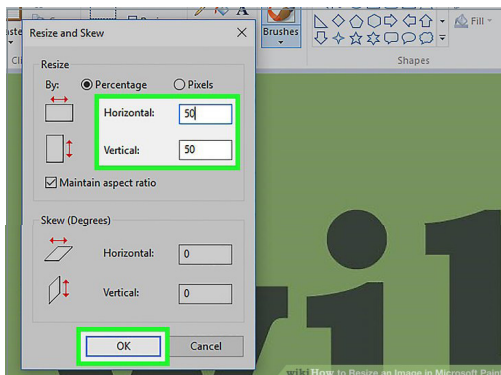 Resize and Skew
Brushes
Fill
Shapes
Resize
By:
Percentage
Pixels
Horizontal:
50
Vertical:
50
Maintain aspect ratio
Skew (Degrees)
Horizontal:
0
Vertical:
0
OK
Cancel
wikiHow to Resize an Image in Microsoft Paint